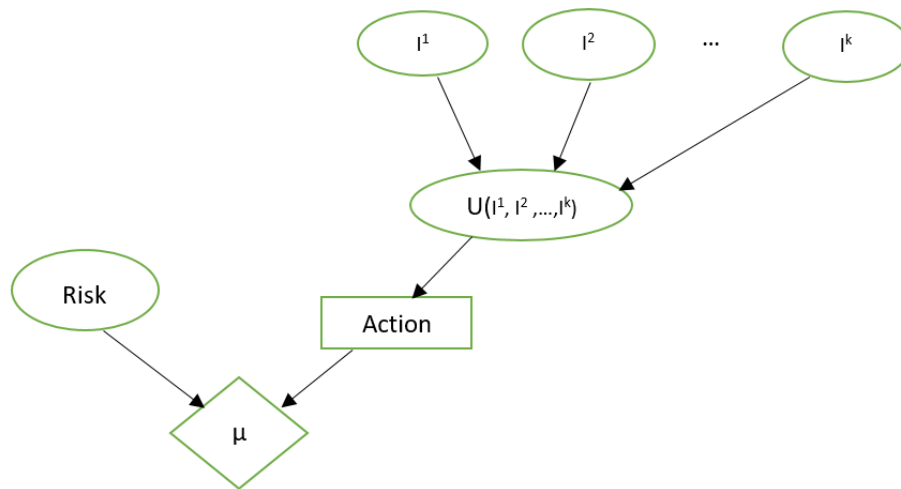 I¹ I² ... Iᵏ
U(I¹, I² ,...,Iᵏ)
Risk
Action
μ